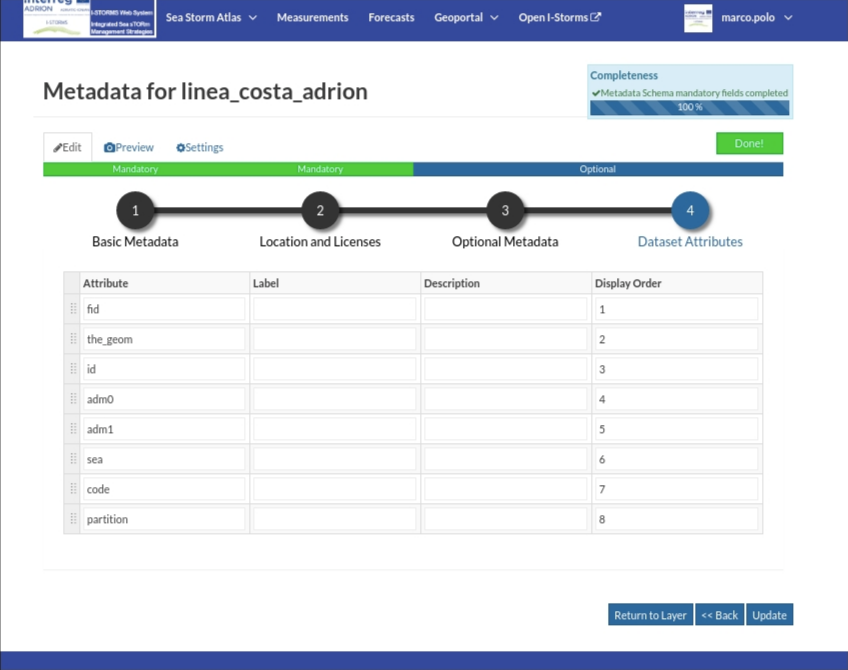 Interreg
ADRION
I-STORMS
I-STORMS Web System
Integrated Sea sTORm
Management Strategies
Sea Storm Atlas Measurements Forecasts Geoportal Open I-Storms marco.polo
Metadata for linea_costa_adrion
Completeness
Metadata Schema mandatory fields completed
100 %
Edit Preview Settings
Done!
Mandatory Mandatory Optional
1 2 3 4
Basic Metadata Location and Licenses Optional Metadata Dataset Attributes
Attribute Label Description Display Order
fid 1
the_geom 2
id 3
adm0 4
adm1 5
sea 6
code 7
partition 8
Return to Layer << Back Update